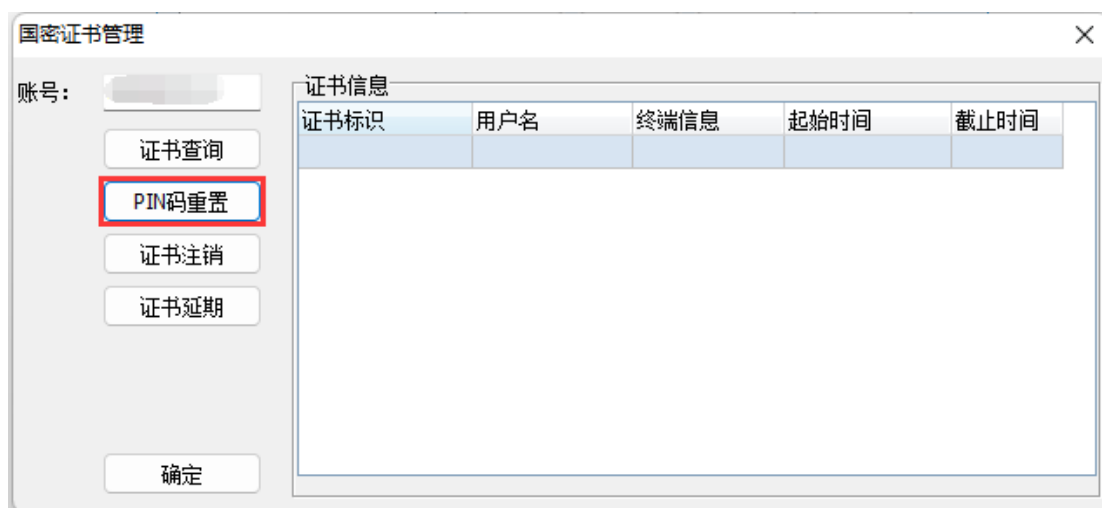 国密证书管理
账号：
证书信息
证书标识 用户名 终端信息 起始时间 截止时间
证书查询
PIN码重置
证书注销
证书延期
确定